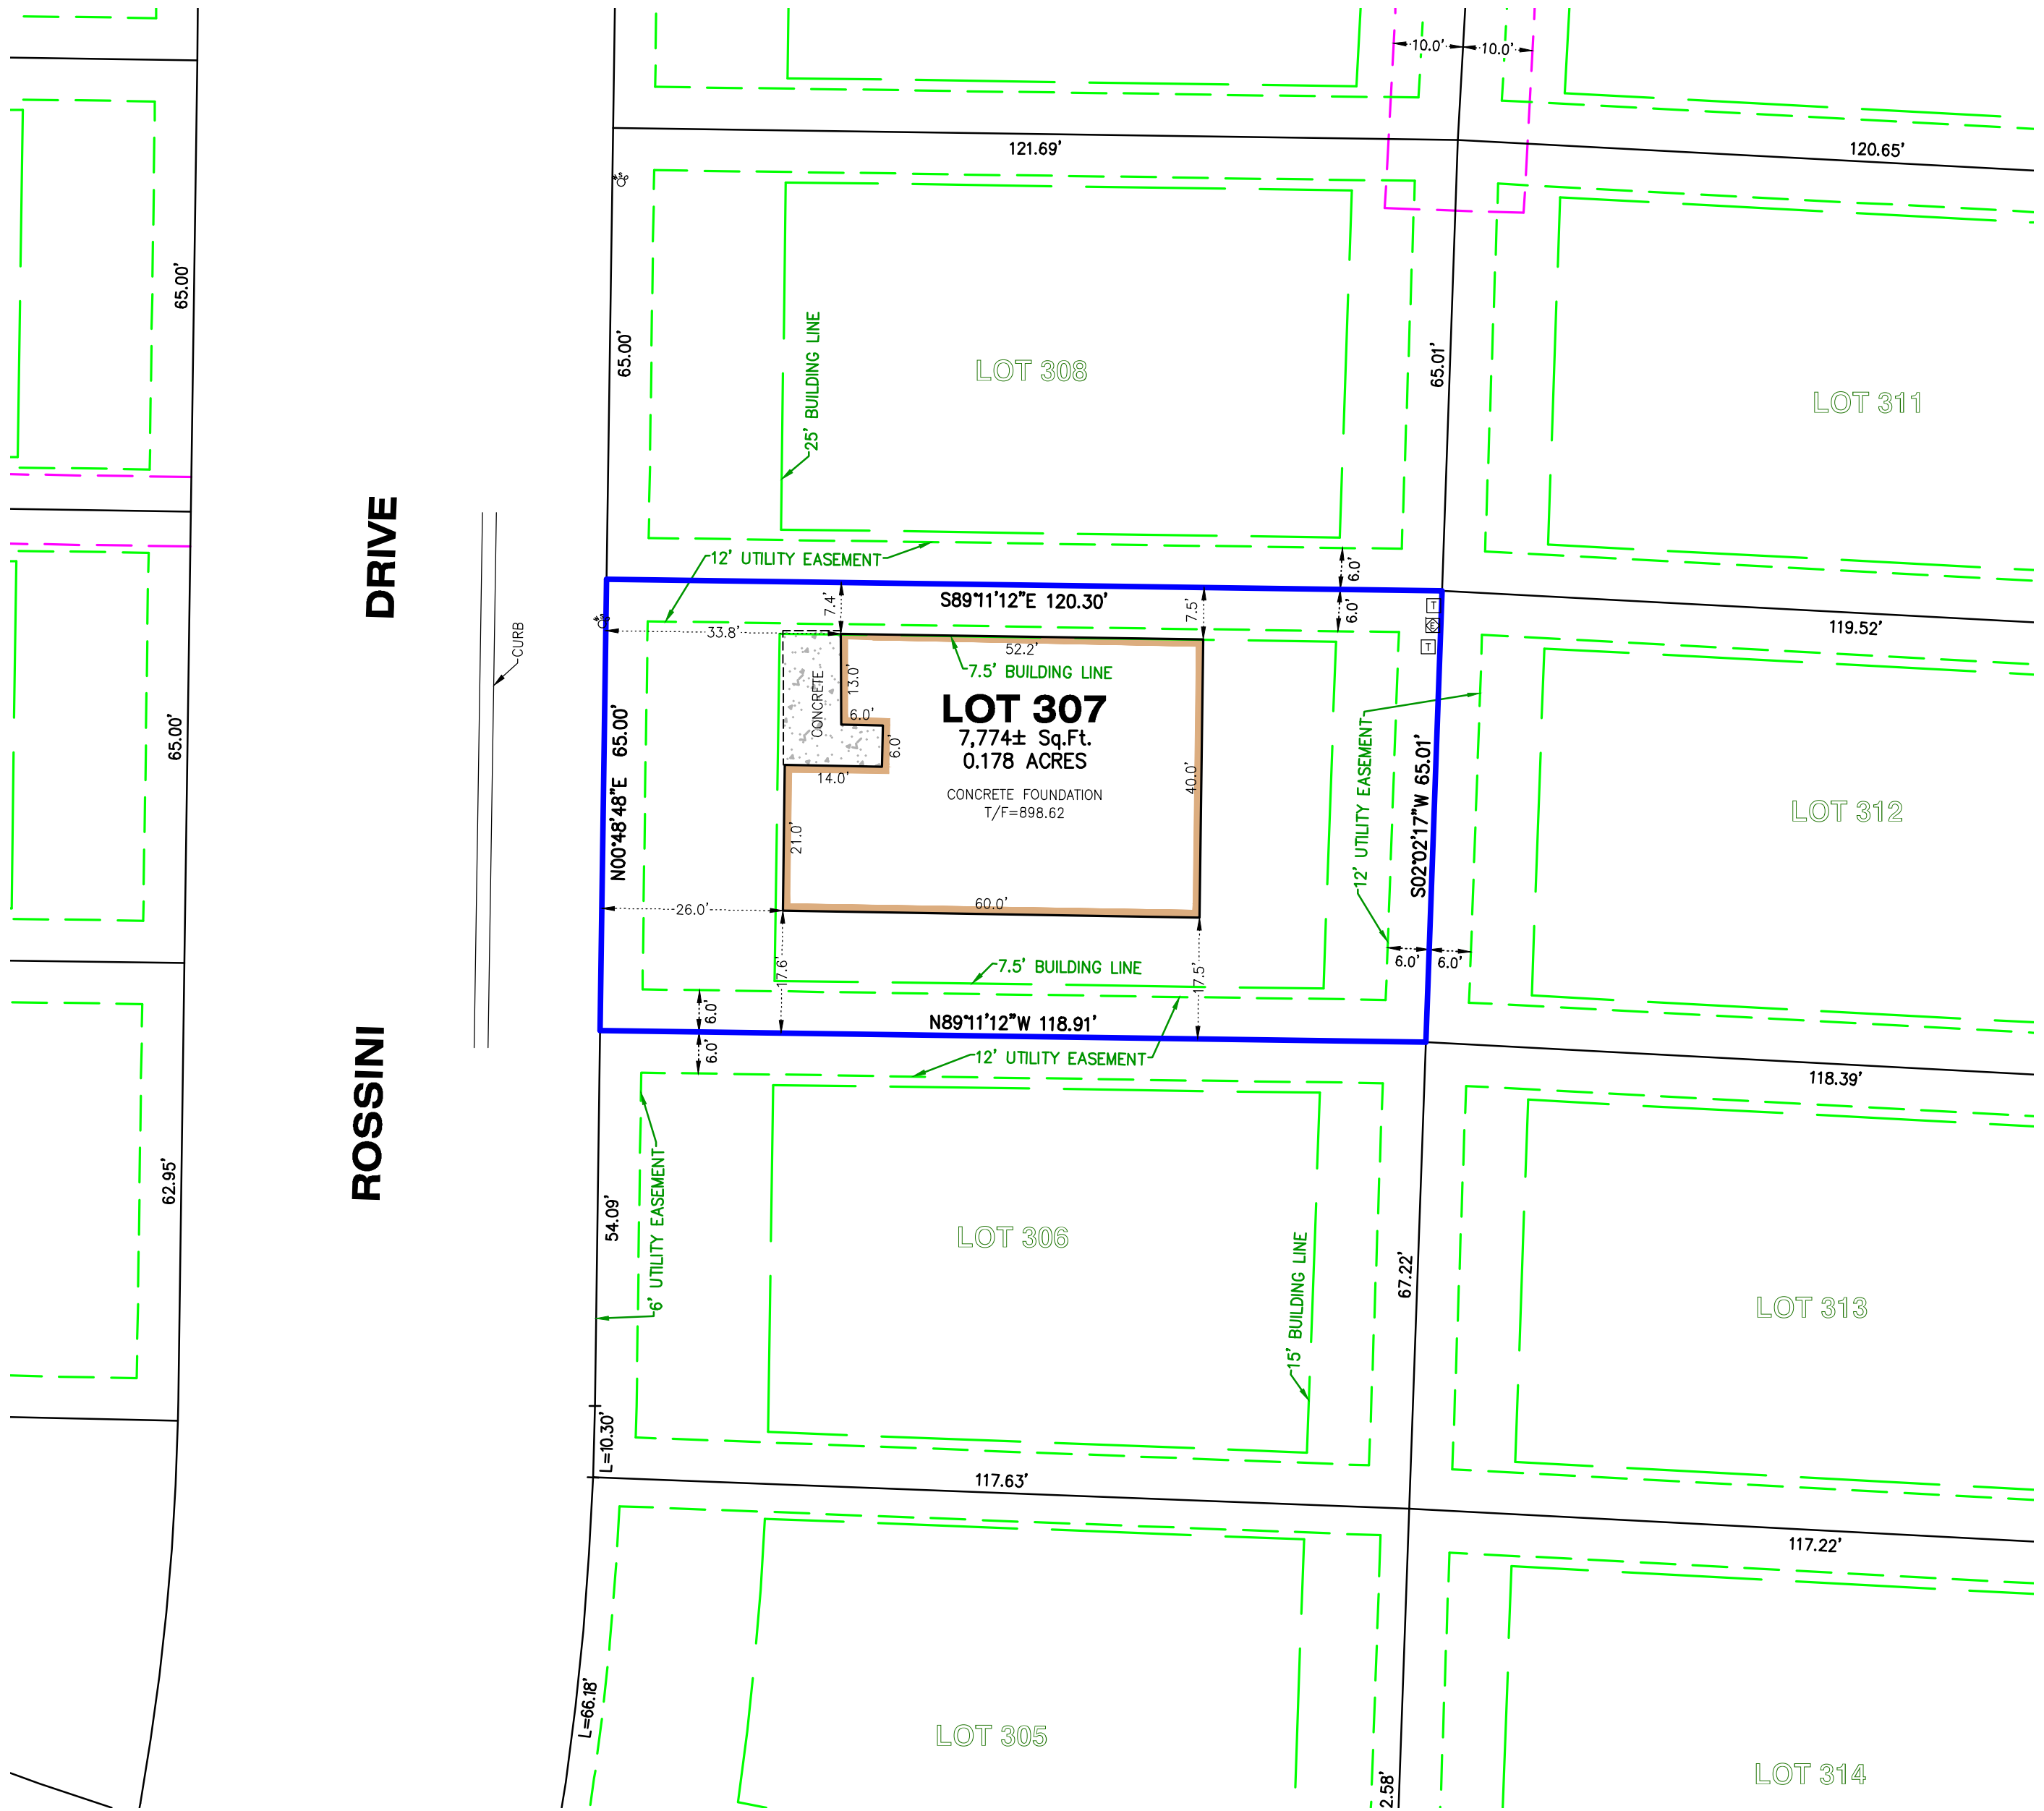 10.0'
10.0'
121.69'
120.65'
65.00'
65.00'
25' BUILDING LINE
LOT 308
65.01'
LOT 311
DRIVE
12' UTILITY EASEMENT
6.0'
7.4'
S89°11'12"E 120.30'
7.5'
6.0'
T
E
T
119.52'
CURB
33.8'
52.2'
7.5' BUILDING LINE
13.0'
CONCRETE
6.0'
6.0'
14.0'
LOT 307
7,774± Sq.Ft.
0.178 ACRES
CONCRETE FOUNDATION
T/F=898.62
40.0'
65.00'
N00°48'48"E 65.00'
21.0'
12' UTILITY EASEMENT
S02°02'17"W 65.01'
LOT 312
26.0'
60.0'
17.6'
7.5' BUILDING LINE
17.5'
6.0'
6.0'
6.0'
N89°11'12"W 118.91'
6.0'
12' UTILITY EASEMENT
118.39'
ROSSINI
62.95'
54.09'
6' UTILITY EASEMENT
LOT 306
15' BUILDING LINE
67.22'
LOT 313
L=10.30'
117.63'
117.22'
L=66.18'
LOT 305
2.58'
LOT 314